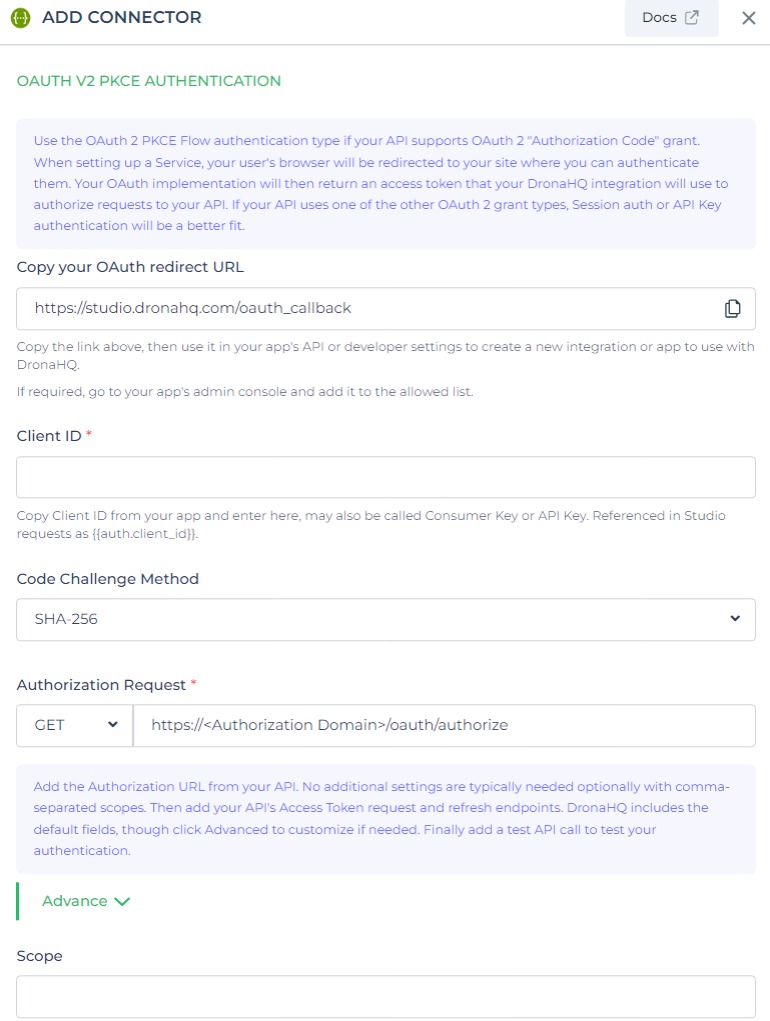 ADD CONNECTOR
Docs
OAUTH V2 PKCE AUTHENTICATION
Use the OAuth 2 PKCE Flow authentication type if your API supports OAuth 2 "Authorization Code" grant.
When setting up a Service, your user's browser will be redirected to your site where you can authenticate
them. Your OAuth implementation will then return an access token that your DronaHQ integration will use to
authorize requests to your API. If your API uses one of the other OAuth 2 grant types, Session auth or API Key
authentication will be a better fit.
Copy your OAuth redirect URL
https://studio.dronahq.com/oauth_callback
Copy the link above, then use it in your app's API or developer settings to create a new integration or app to use with
DronaHQ.
If required, go to your app's admin console and add it to the allowed list.
Client ID *
Copy Client ID from your app and enter here, may also be called Consumer Key or API Key. Referenced in Studio
requests as {{auth.client_id}}.
Code Challenge Method
SHA-256
Authorization Request *
GET
https://<Authorization Domain>/oauth/authorize
Add the Authorization URL from your API. No additional settings are typically needed optionally with comma-
separated scopes. Then add your API's Access Token request and refresh endpoints. DronaHQ includes the
default fields, though click Advanced to customize if needed. Finally add a test API call to test your
authentication.
Advance
Scope